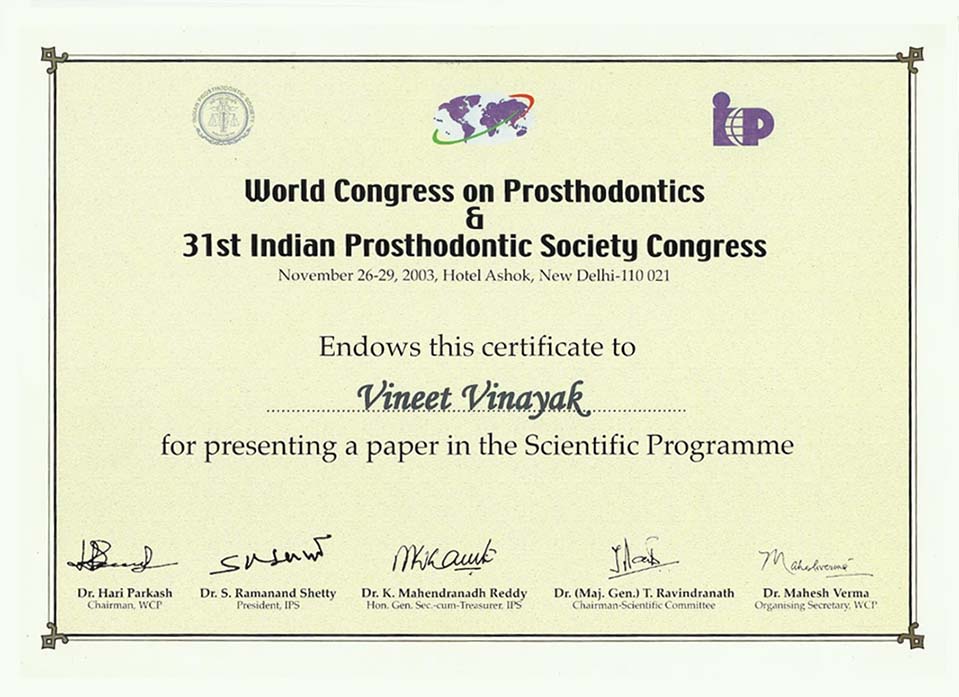 INDIAN PROSTHODONTIC SOCIETY
icp
World Congress on Prosthodontics
&
31st Indian Prosthodontic Society Congress
November 26-29, 2003, Hotel Ashok, New Delhi-110 021
Endows this certificate to
Vineet Vinayak
for presenting a paper in the Scientific Programme
Dr. Hari Parkash
Chairman, WCP
Dr. S. Ramanand Shetty
President, IPS
Dr. K. Mahendranadh Reddy
Hon. Gen. Sec.-cum-Treasurer, IPS
Dr. (Maj. Gen.) T. Ravindranath
Chairman-Scientific Committee
Dr. Mahesh Verma
Organising Secretary, WCP